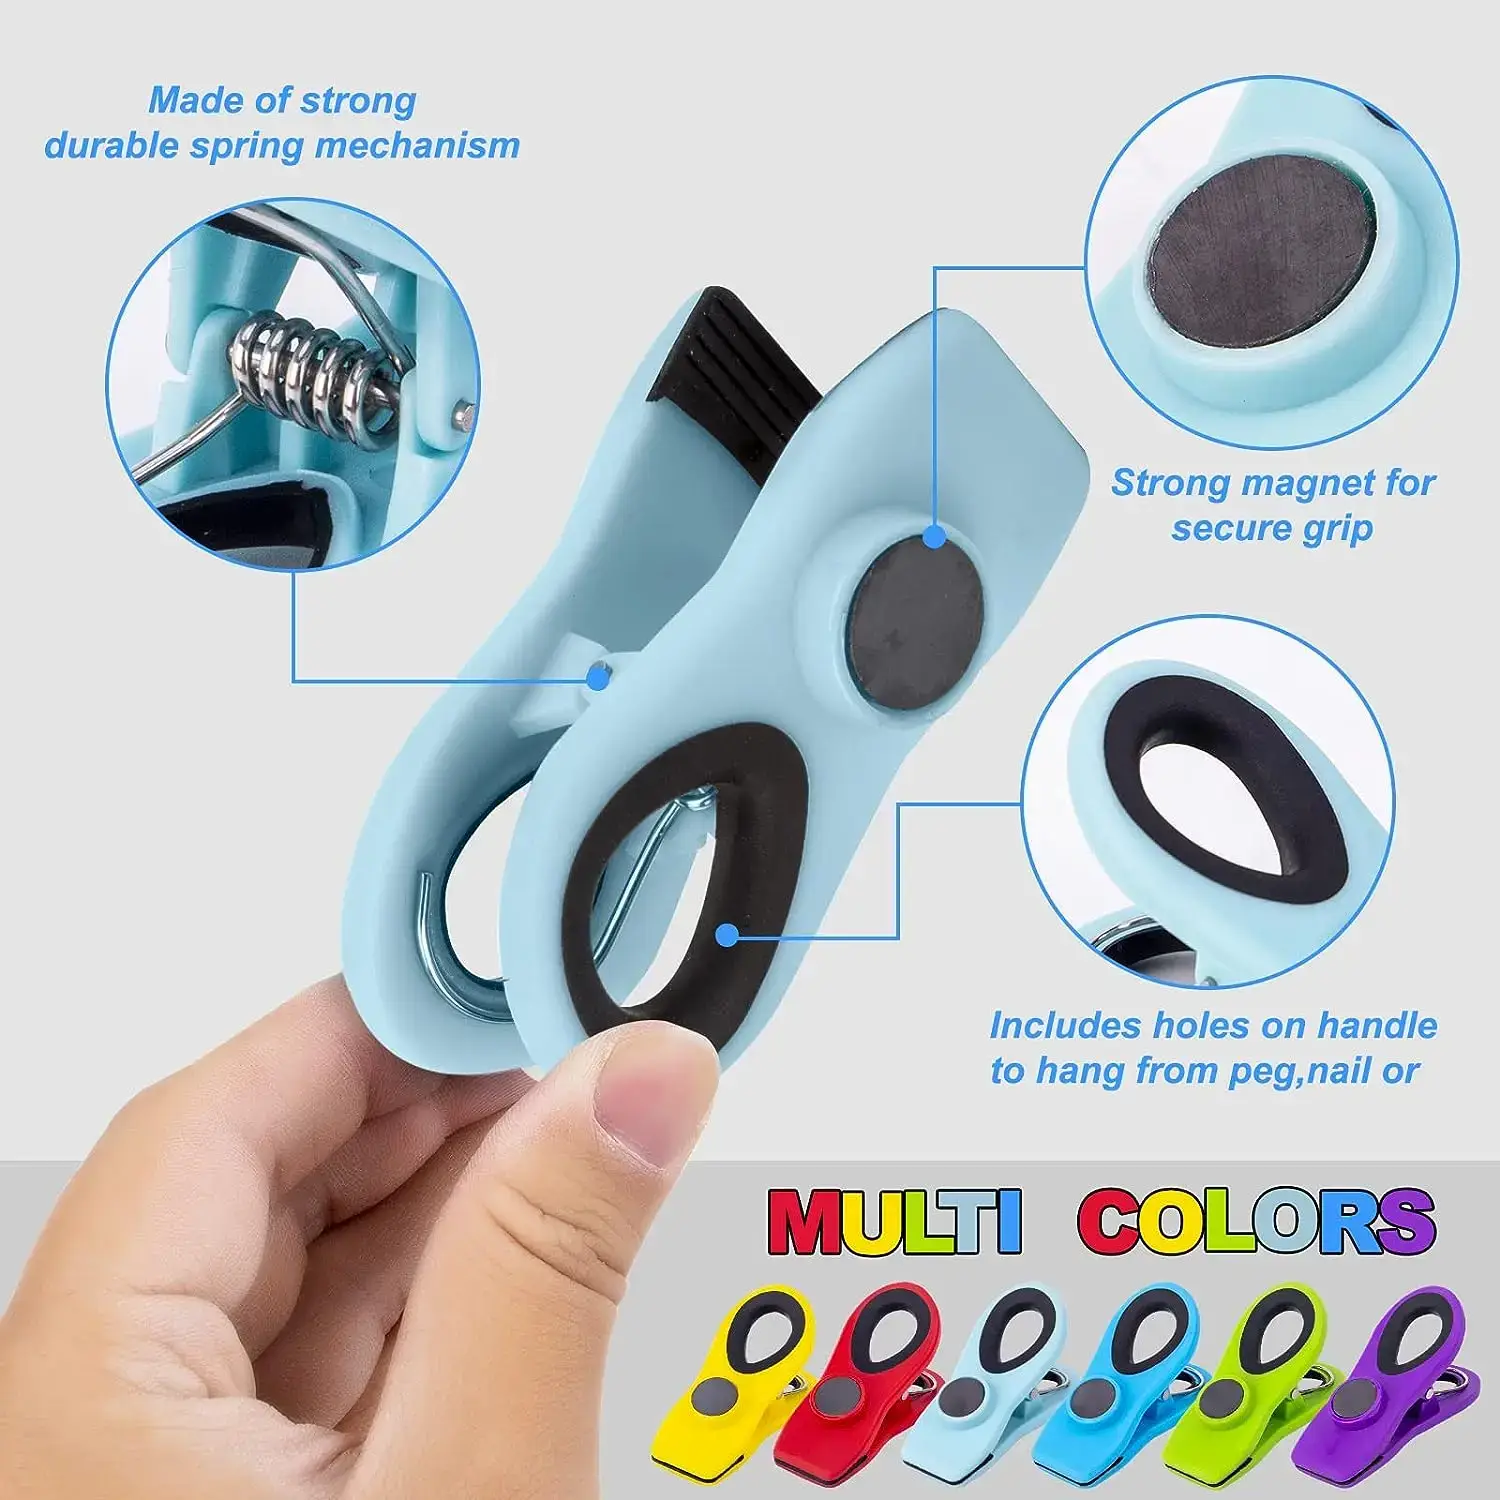 Made of strong
durable spring mechanism
Strong magnet for
secure grip
Includes holes on handle
to hang from peg,nail or
MULTI COLORS